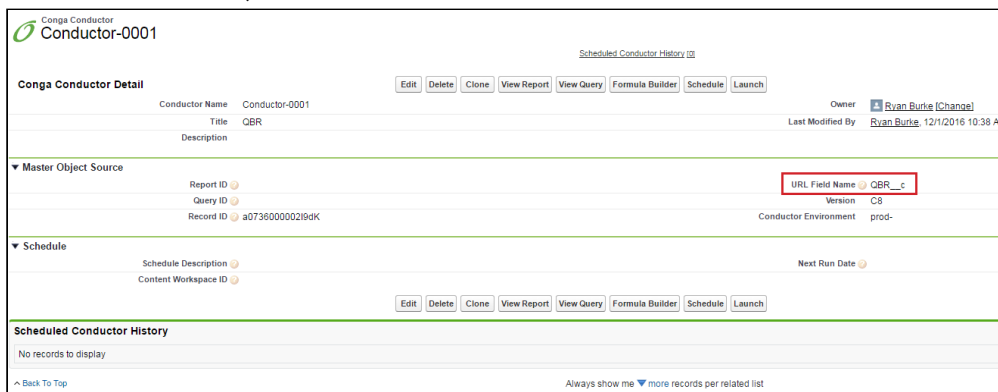 Conga Conductor
Conductor-0001
Scheduled Conductor History [0]
Conga Conductor Detail Edit Delete Clone View Report View Query Formula Builder Schedule Launch
Conductor Name Conductor-0001 Owner Ryan Burke [Change]
Title QBR Last Modified By Ryan Burke, 12/1/2016 10:38 A
Description
Master Object Source
Report ID URL Field Name QBR__c
Query ID Version C8
Record ID a0736000002I9dK Conductor Environment prod-
Schedule
Schedule Description Next Run Date
Content Workspace ID
Edit Delete Clone View Report View Query Formula Builder Schedule Launch
Scheduled Conductor History
No records to display
Back To Top Always show me more records per related list